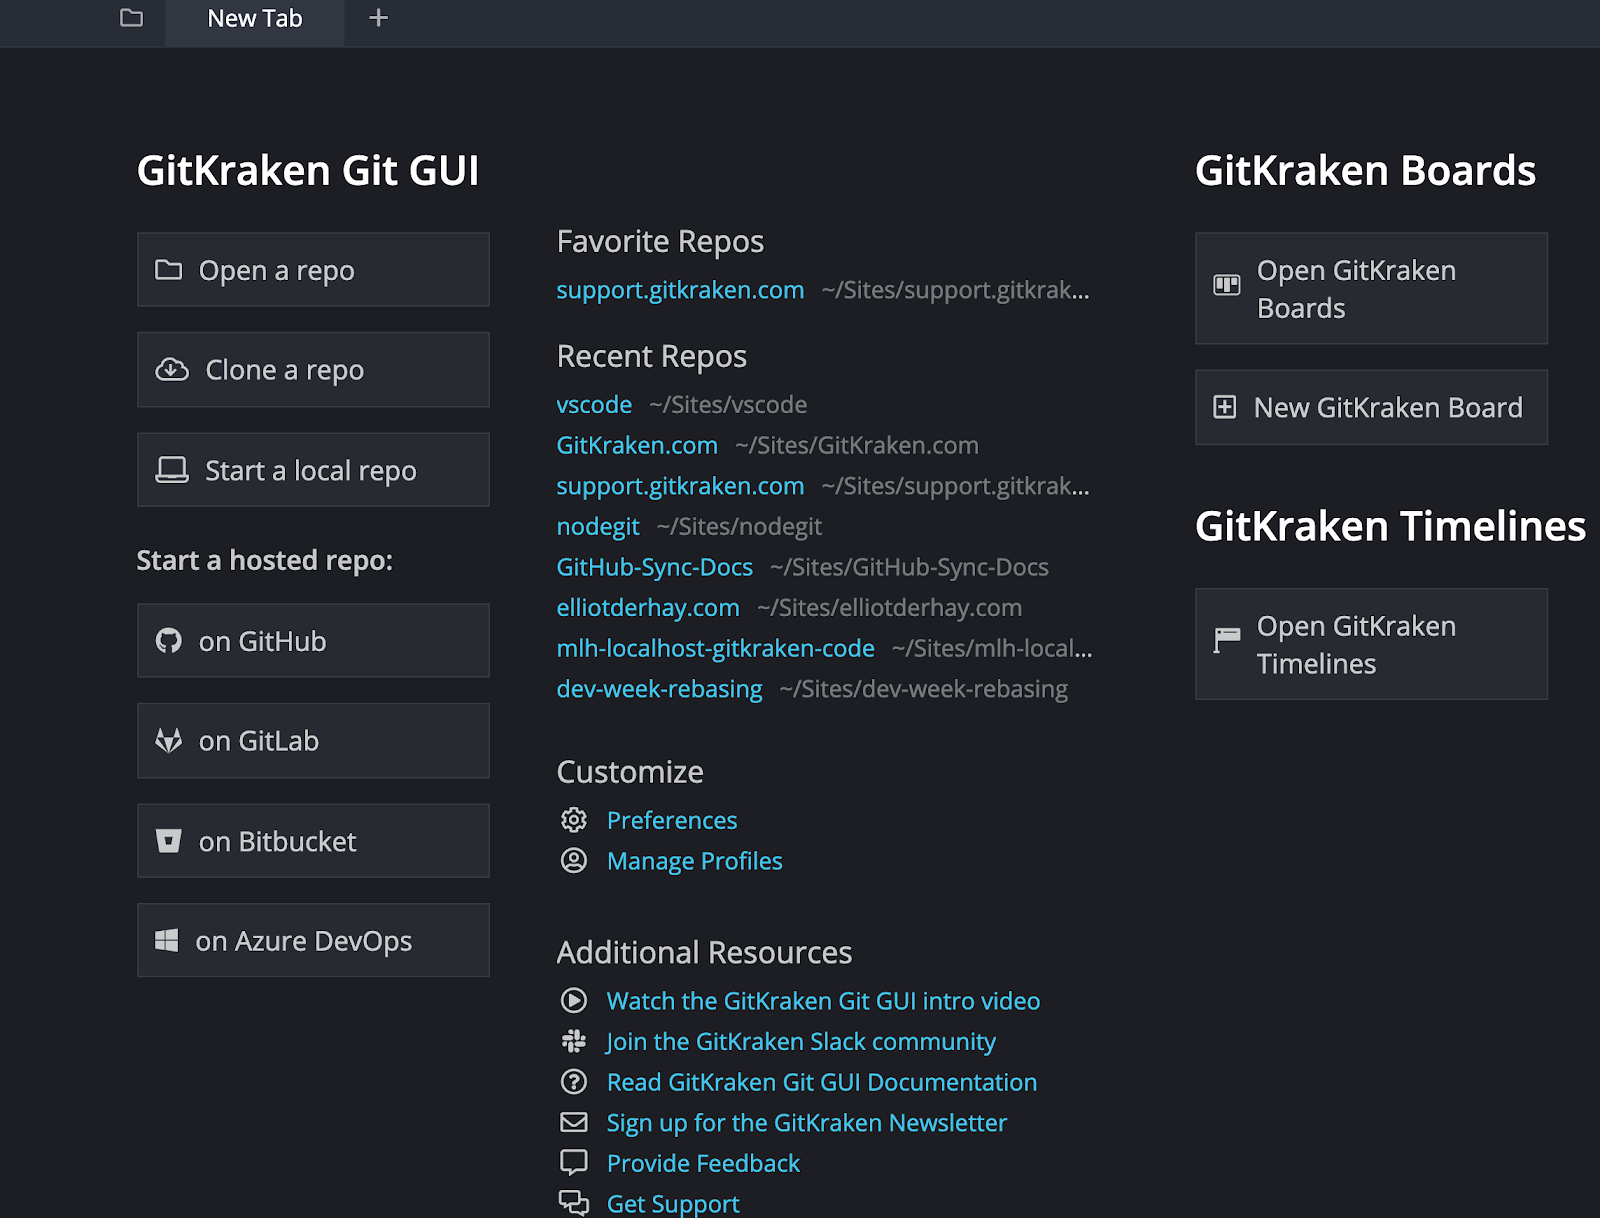 New Tab
GitKraken Git GUI
Open a repo
Clone a repo
Start a local repo
Start a hosted repo:
on GitHub
on GitLab
on Bitbucket
on Azure DevOps
Favorite Repos
support.gitkraken.com ~/Sites/support.gitkrak...
Recent Repos
vscode ~/Sites/vscode
GitKraken.com ~/Sites/GitKraken.com
support.gitkraken.com ~/Sites/support.gitkrak...
nodegit ~/Sites/nodegit
GitHub-Sync-Docs ~/Sites/GitHub-Sync-Docs
elliotderhay.com ~/Sites/elliotderhay.com
mlh-localhost-gitkraken-code ~/Sites/mlh-local...
dev-week-rebasing ~/Sites/dev-week-rebasing
Customize
Preferences
Manage Profiles
Additional Resources
Watch the GitKraken Git GUI intro video
Join the GitKraken Slack community
Read GitKraken Git GUI Documentation
Sign up for the GitKraken Newsletter
Provide Feedback
Get Support
GitKraken Boards
Open GitKraken
Boards
New GitKraken Board
GitKraken Timelines
Open GitKraken
Timelines